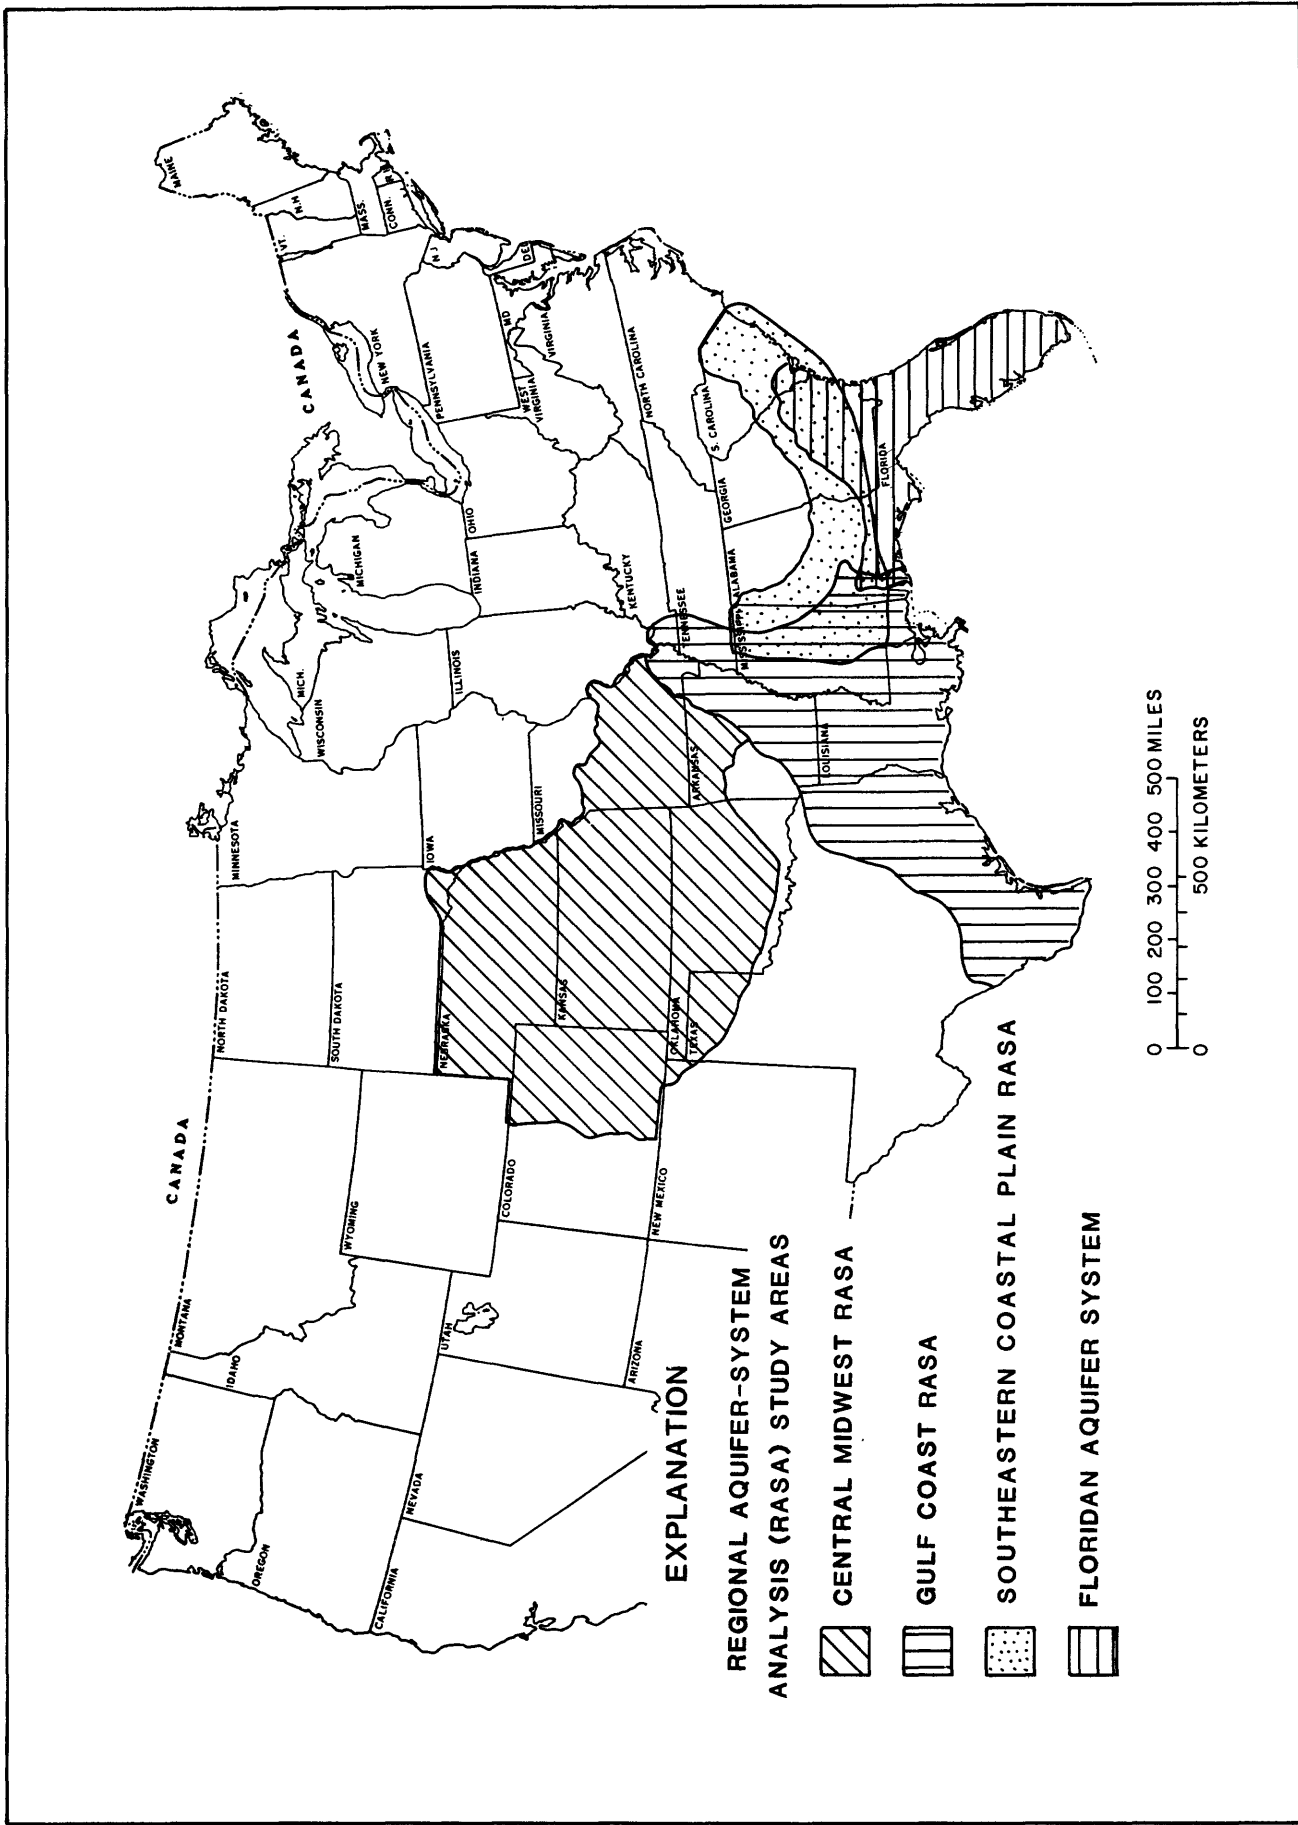 CANADA
CANADA
WASHINGTON
OREGON
CALIFORNIA
NEVADA
IDAHO
MONTANA
UTAH
ARIZONA
WYOMING
COLORADO
NEW MEXICO
NORTH DAKOTA
SOUTH DAKOTA
NEBRASKA
KANSAS
OKLAHOMA
TEXAS
MINNESOTA
IOWA
MISSOURI
ARKANSAS
LOUISIANA
WISCONSIN
MICH.
MICHIGAN
ILLINOIS
INDIANA
OHIO
KENTUCKY
TENNESSEE
MISSISSIPPI
ALABAMA
GEORGIA
FLORIDA
S. CAROLINA
NORTH CAROLINA
WEST
VIRGINIA
VIRGINIA
MD
DEL
PENNSYLVANIA
N J
NEW YORK
CONN.
R I
MASS.
VT.
N.H
MAINE
EXPLANATION
REGIONAL AQUIFER-SYSTEM
ANALYSIS (RASA) STUDY AREAS
CENTRAL MIDWEST RASA
GULF COAST RASA
SOUTHEASTERN COASTAL PLAIN RASA
FLORIDAN AQUIFER SYSTEM
0 100 200 300 400 500 MILES
0 500 KILOMETERS